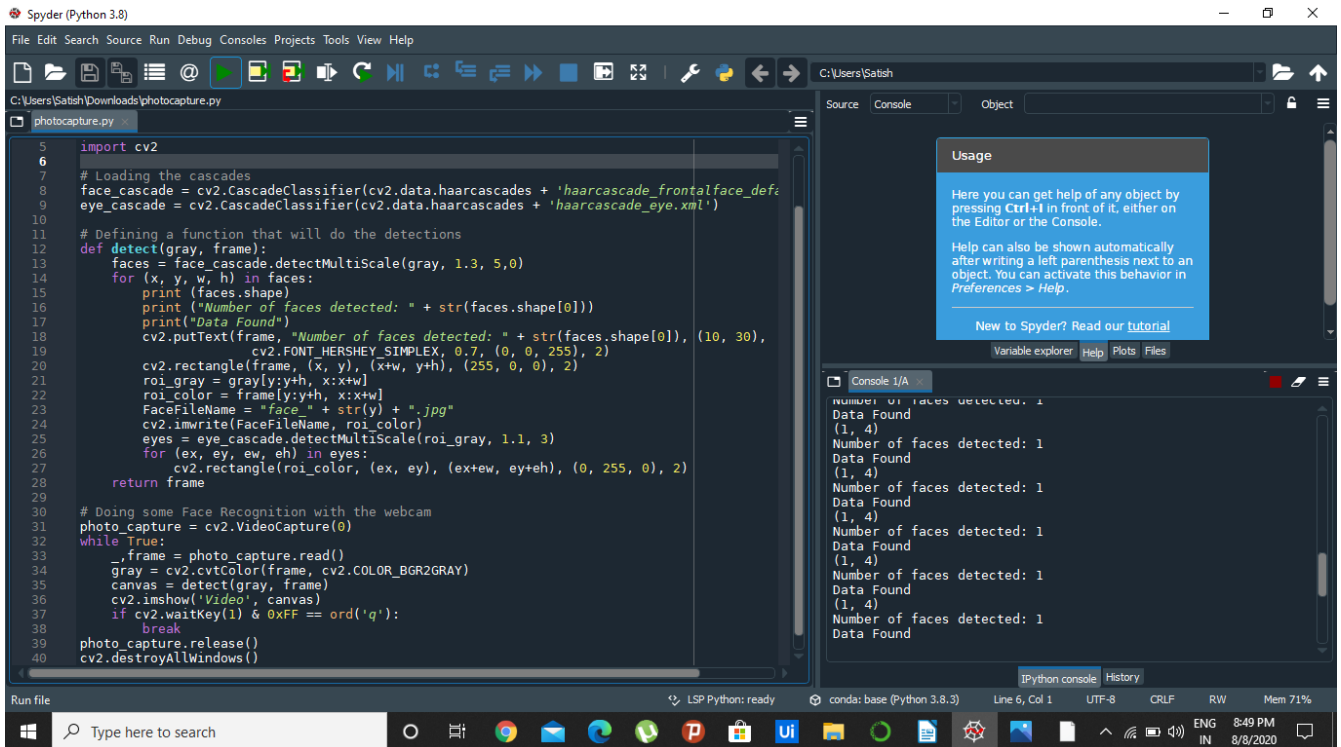 Spyder (Python 3.8)
File Edit Search Source Run Debug Consoles Projects Tools View Help
C:\Users\Satish
C:\Users\Satish\Downloads\photocapture.py
photocapture.py
5 import cv2
6
7 # Loading the cascades
8 face_cascade = cv2.CascadeClassifier(cv2.data.haarcascades + 'haarcascade_frontalface_defa
9 eye_cascade = cv2.CascadeClassifier(cv2.data.haarcascades + 'haarcascade_eye.xml')
10
11 # Defining a function that will do the detections
12 def detect(gray, frame):
13     faces = face_cascade.detectMultiScale(gray, 1.3, 5,0)
14     for (x, y, w, h) in faces:
15         print (faces.shape)
16         print ("Number of faces detected: " + str(faces.shape[0]))
17         print("Data Found")
18         cv2.putText(frame, "Number of faces detected: " + str(faces.shape[0]), (10, 30),
19                     cv2.FONT_HERSHEY_SIMPLEX, 0.7, (0, 0, 255), 2)
20         cv2.rectangle(frame, (x, y), (x+w, y+h), (255, 0, 0), 2)
21         roi_gray = gray[y:y+h, x:x+w]
22         roi_color = frame[y:y+h, x:x+w]
23         FaceFileName = "face_" + str(y) + ".jpg"
24         cv2.imwrite(FaceFileName, roi_color)
25         eyes = eye_cascade.detectMultiScale(roi_gray, 1.1, 3)
26         for (ex, ey, ew, eh) in eyes:
27             cv2.rectangle(roi_color, (ex, ey), (ex+ew, ey+eh), (0, 255, 0), 2)
28     return frame
29
30 # Doing some Face Recognition with the webcam
31 photo_capture = cv2.VideoCapture(0)
32 while True:
33     _,frame = photo_capture.read()
34     gray = cv2.cvtColor(frame, cv2.COLOR_BGR2GRAY)
35     canvas = detect(gray, frame)
36     cv2.imshow('Video', canvas)
37     if cv2.waitKey(1) & 0xFF == ord('q'):
38         break
39 photo_capture.release()
40 cv2.destroyAllWindows()
Source Console Object
Usage
Here you can get help of any object by
pressing Ctrl+I in front of it, either on
the Editor or the Console.
Help can also be shown automatically
after writing a left parenthesis next to an
object. You can activate this behavior in
Preferences > Help.
New to Spyder? Read our tutorial
Variable explorer Help Plots Files
Console 1/A
Number of faces detected: 1
Data Found
(1, 4)
Number of faces detected: 1
Data Found
(1, 4)
Number of faces detected: 1
Data Found
(1, 4)
Number of faces detected: 1
Data Found
(1, 4)
Number of faces detected: 1
Data Found
(1, 4)
Number of faces detected: 1
Data Found
IPython console History
Run file LSP Python: ready conda: base (Python 3.8.3) Line 6, Col 1 UTF-8 CRLF RW Mem 71%
Type here to search
Ui
ENG
IN
8:49 PM
8/8/2020